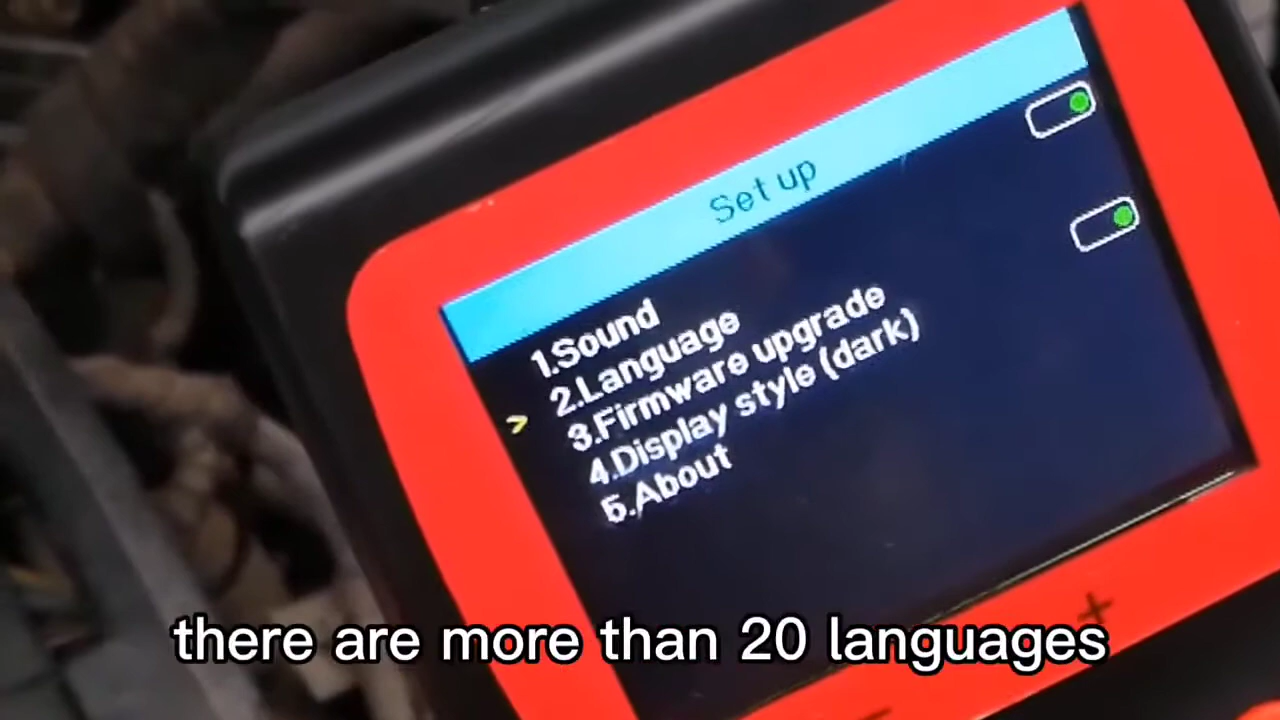 Set up
1.Sound
2.Language
3.Firmware upgrade
4.Display style (dark)
5.About
>
+
there are more than 20 languages